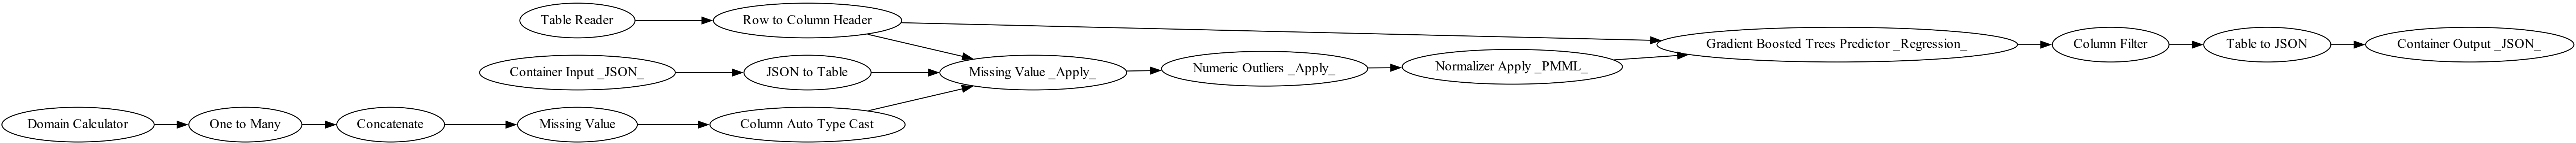 Table Reader
Row to Column Header
Gradient Boosted Trees Predictor _Regression_
Column Filter
Table to JSON
Container Output _JSON_
Container Input _JSON_
JSON to Table
Missing Value _Apply_
Numeric Outliers _Apply_
Normalizer Apply _PMML_
Domain Calculator
One to Many
Concatenate
Missing Value
Column Auto Type Cast